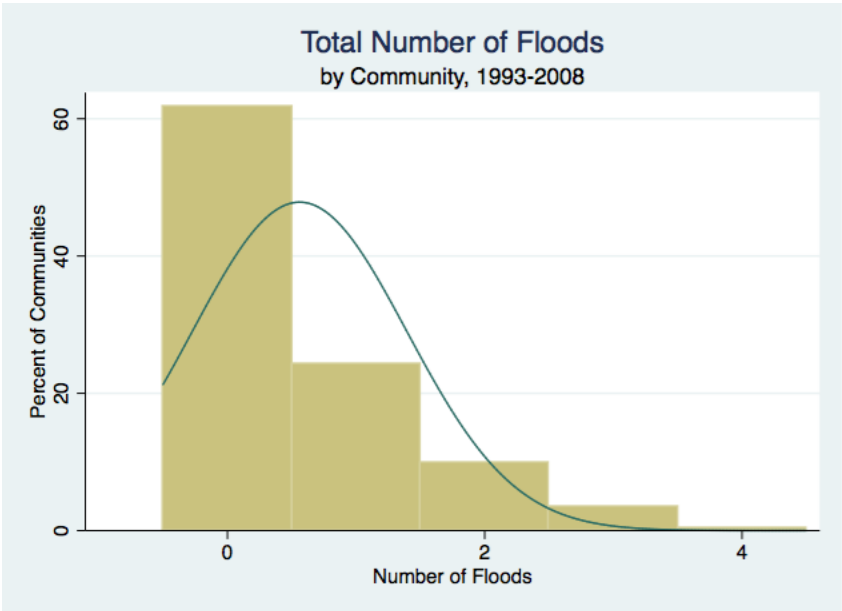 Total Number of Floods
by Community, 1993-2008
Percent of Communities
60
40
20
0
0 2 4
Number of Floods